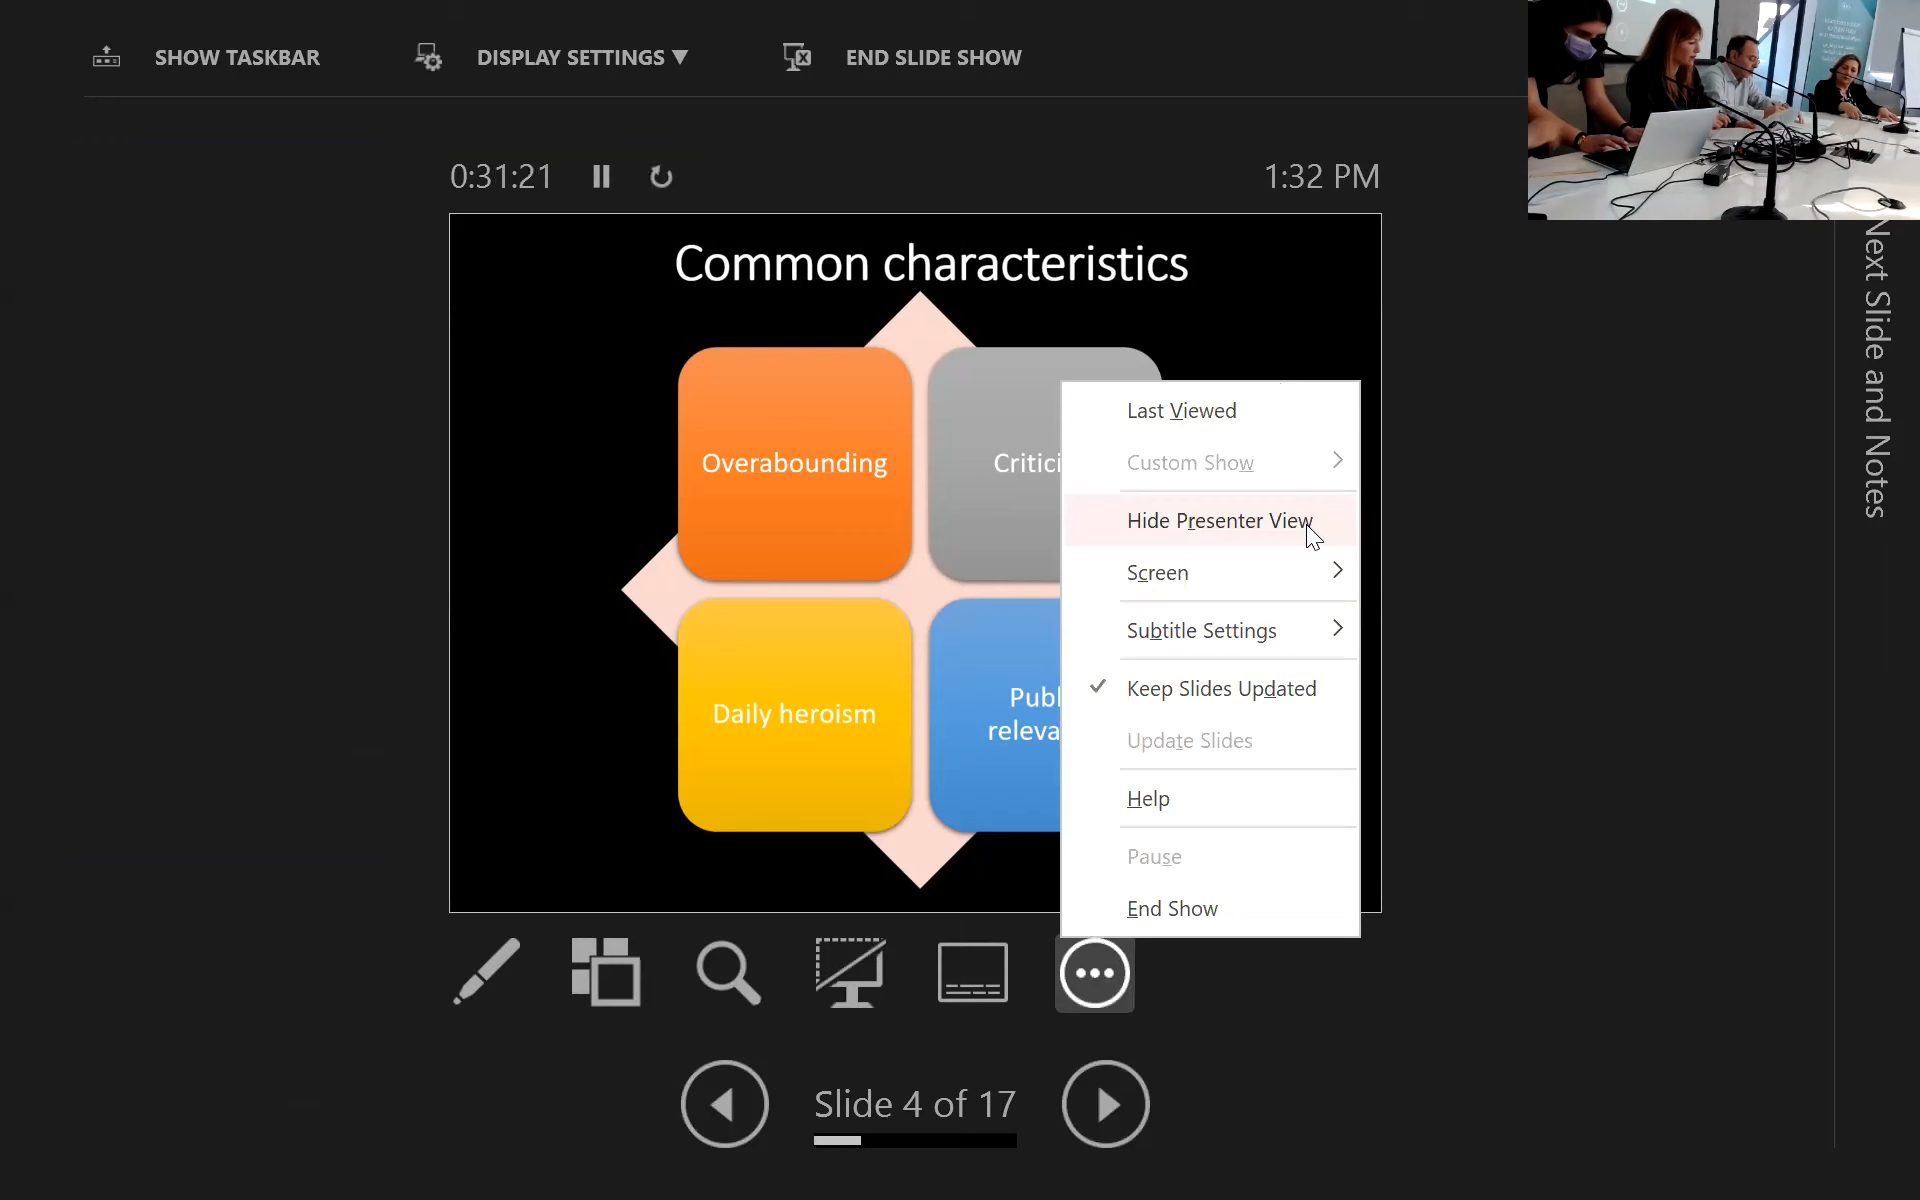 SHOW TASKBAR
DISPLAY SETTINGS ▼
END SLIDE SHOW
0:31:21
1:32 PM
Common characteristics
Overabounding
Critici
Daily heroism
Publ
releva
Last Viewed
Custom Show
Hide Presenter View
Screen
Subtitle Settings
Keep Slides Updated
Update Slides
Help
Pause
End Show
Slide 4 of 17
Next Slide and Notes